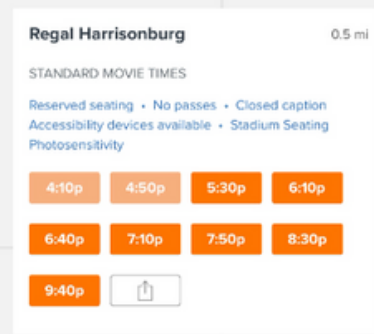 Regal Harrisonburg 0.5 mi
STANDARD MOVIE TIMES
Reserved seating • No passes • Closed caption
Accessibility devices available • Stadium Seating
Photosensitivity
4:10p 4:50p 5:30p 6:10p
6:40p 7:10p 7:50p 8:30p
9:40p